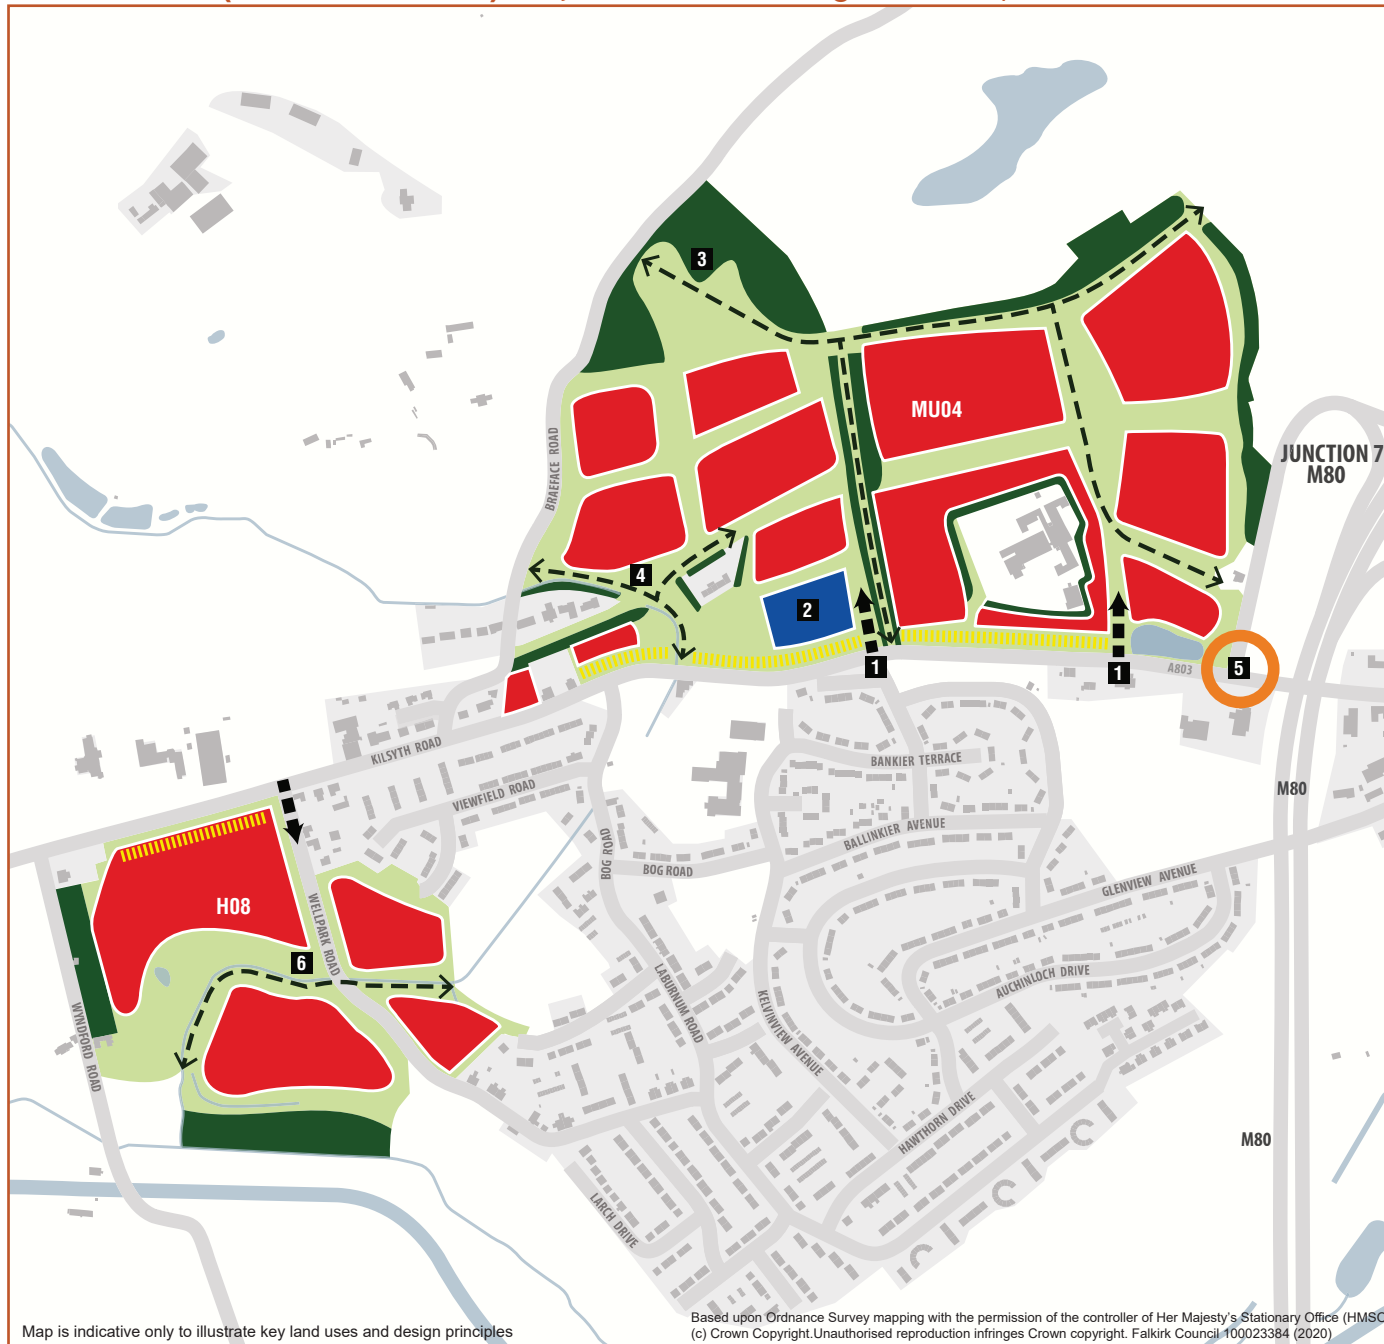 3
MU04
JUNCTION 7
M80
BRAEFACE ROAD
4
2
1
1
A803
5
KILSYTH ROAD
BANKIER TERRACE
VIEWFIELD ROAD
M80
BALLINKIER AVENUE
BOG ROAD
BOG ROAD
GLENVIEW AVENUE
H08
WELLPARK ROAD
6
LABURNUM ROAD
AUCHINLOCH DRIVE
KELVINVIEW AVENUE
WYNDFORD ROAD
HAWTHORN DRIVE
M80
LARCH DRIVE
Map is indicative only to illustrate key land uses and design principles
Based upon Ordnance Survey mapping with the permission of the controller of Her Majesty's Stationary Office (HMSO
(c) Crown Copyright.Unauthorised reproduction infringes Crown copyright. Falkirk Council 100023384 (2020)